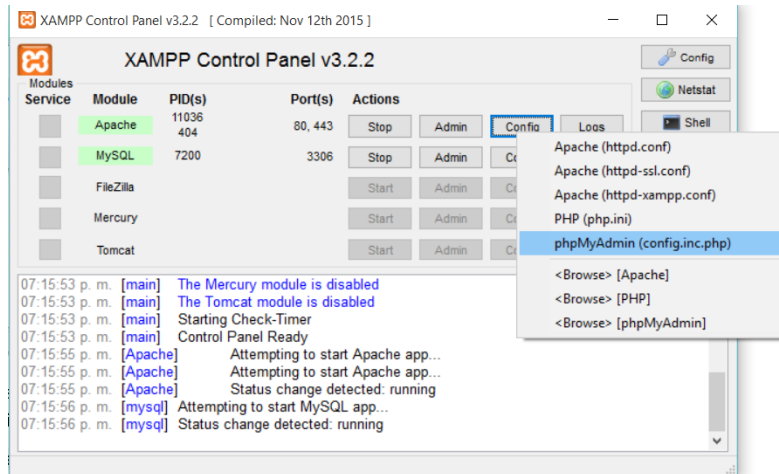 XAMPP Control Panel v3.2.2 [ Compiled: Nov 12th 2015 ]
XAMPP Control Panel v3.2.2
Config
Modules
Netstat
Service Module PID(s) Port(s) Actions
Shell
Apache 11036 404 80, 443 Stop Admin Config Logs
MySQL 7200 3306 Stop Admin
FileZilla Start Admin
Mercury Start Admin
Tomcat Start Admin
Apache (httpd.conf)
Apache (httpd-ssl.conf)
Apache (httpd-xampp.conf)
PHP (php.ini)
phpMyAdmin (config.inc.php)
<Browse> [Apache]
<Browse> [PHP]
<Browse> [phpMyAdmin]
07:15:53 p. m. [main] The Mercury module is disabled
07:15:53 p. m. [main] The Tomcat module is disabled
07:15:53 p. m. [main] Starting Check-Timer
07:15:53 p. m. [main] Control Panel Ready
07:15:55 p. m. [Apache] Attempting to start Apache app...
07:15:55 p. m. [Apache] Attempting to start Apache app...
07:15:55 p. m. [Apache] Status change detected: running
07:15:56 p. m. [mysql] Attempting to start MySQL app...
07:15:56 p. m. [mysql] Status change detected: running